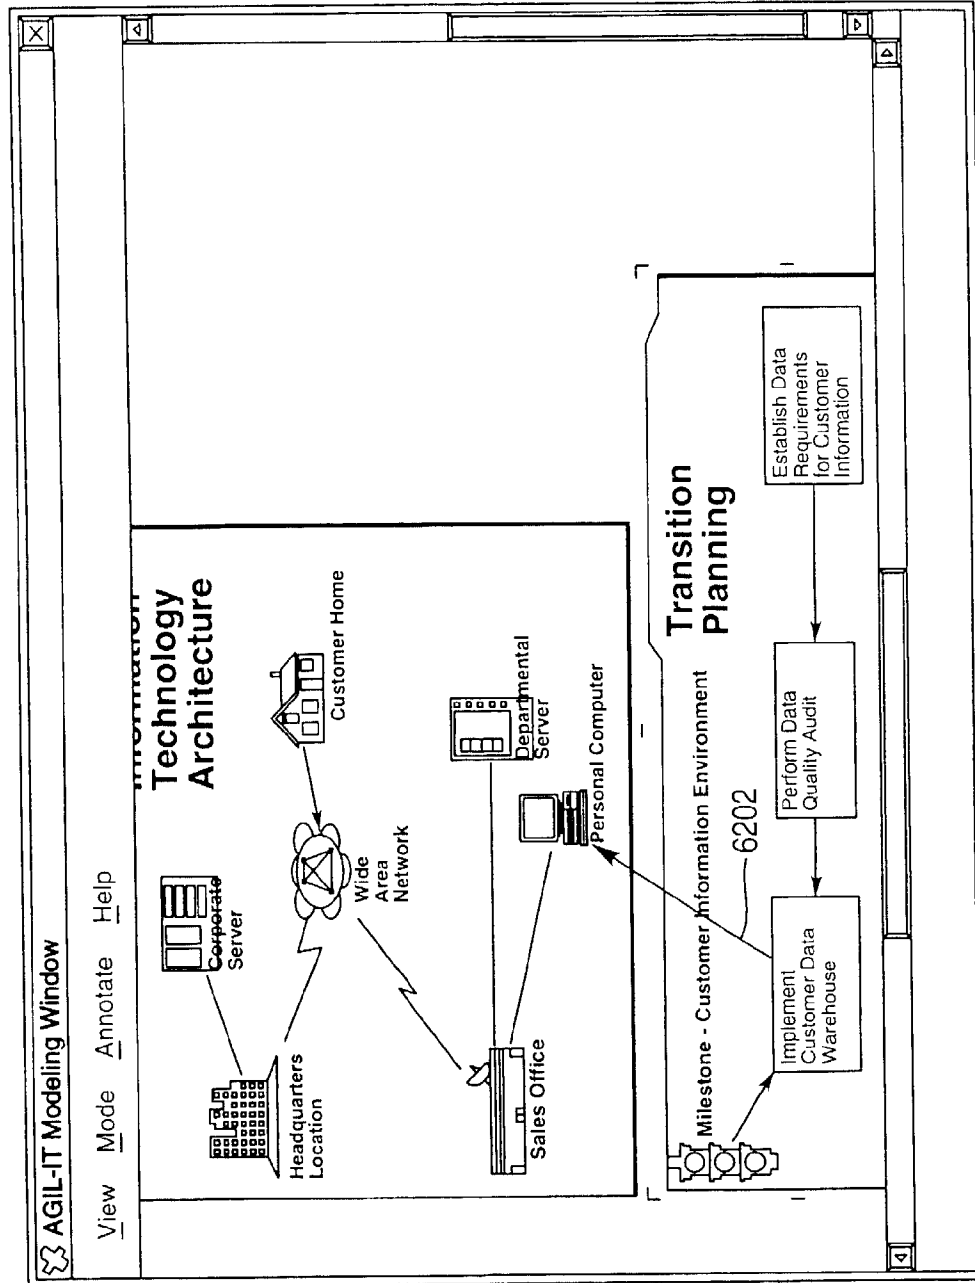 AGIL-IT Modeling Window
View Mode Annotate Help
Information
Technology
Architecture
Corporate
Server
Headquarters
Location
Wide
Area
Network
Customer Home
Sales Office
Personal Computer
Departmental
Server
Transition
Planning
Milestone - Customer Information Environment
6202
Implement
Customer Data
Warehouse
Perform Data
Quality Audit
Establish Data
Requirements
for Customer
Information